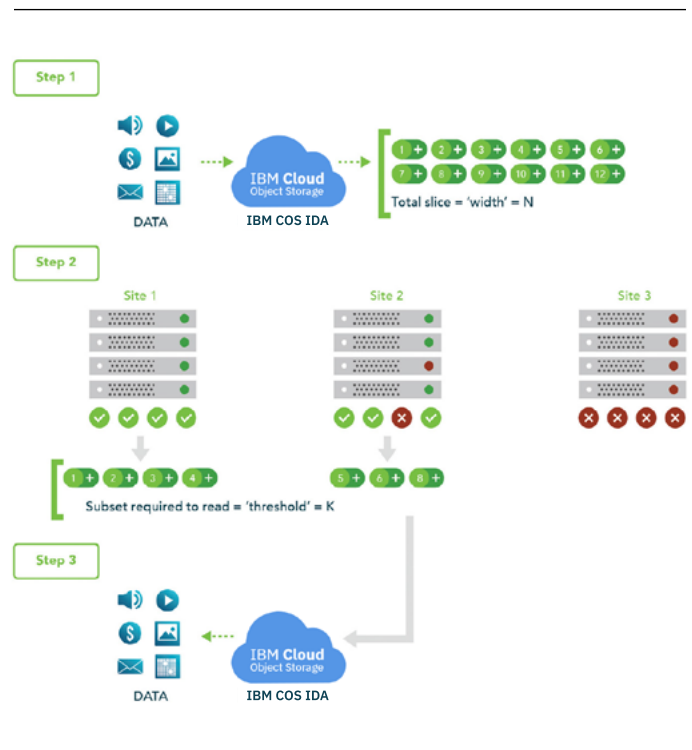 Step 1
1 + 2 + 3 + 4 + 5 + 6 +
7 + 8 + 9 + 10 + 11 + 12 +
IBM Cloud
Object Storage
Total slice = 'width' = N
DATA
IBM COS IDA
Step 2
Site 1
Site 2
Site 3
1 + 2 + 3 + 4 +
5 + 6 + 8 +
Subset required to read = 'threshold' = K
Step 3
IBM Cloud
Object Storage
DATA
IBM COS IDA